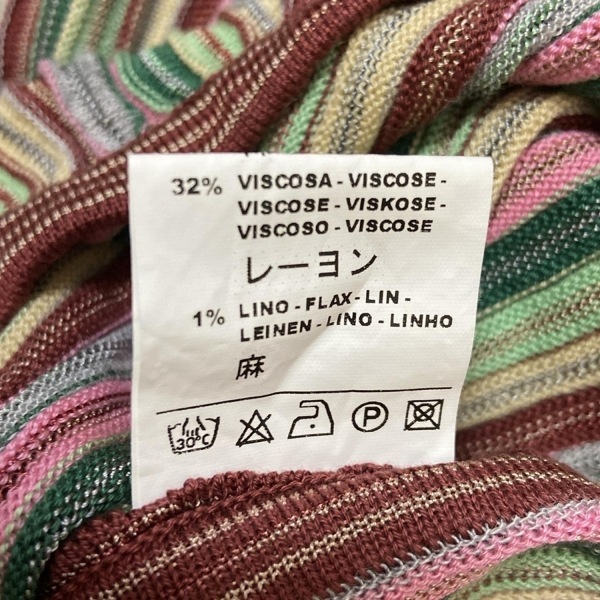 32% VISCOSA - VISCOSE -
VISCOSE - VISKOSE -
VISCOSO - VISCOSE
レーヨン
1% LINO - FLAX - LIN -
LEINEN - LINO - LINHO
麻
30°C P